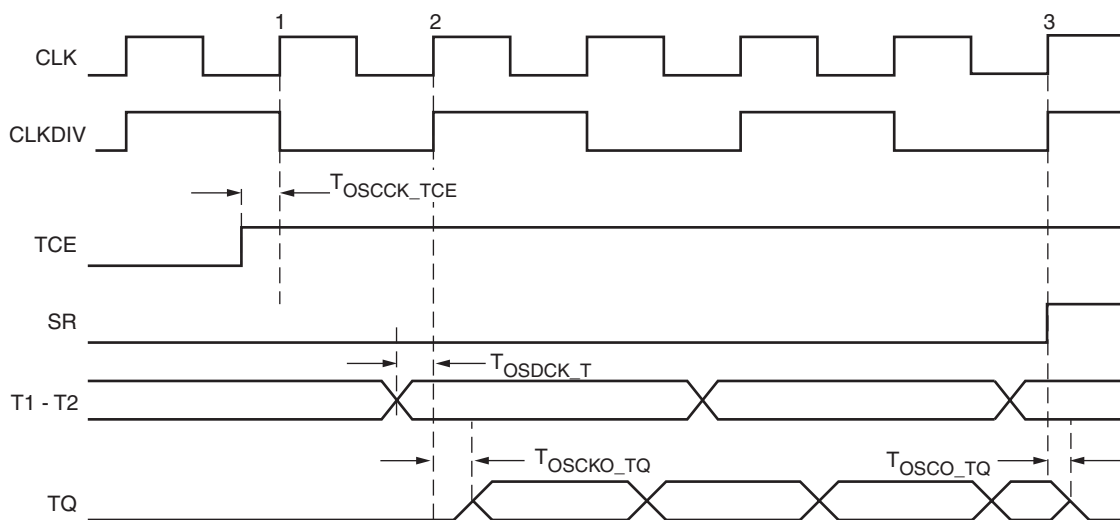 1 2 3
CLK
CLKDIV
TOSCCK_TCE
TCE
SR
TOSDCK_T
T1 - T2
TOSCKO_TQ TOSCO_TQ
TQ